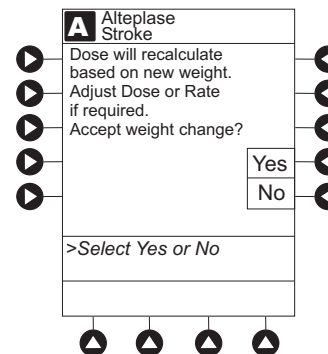 A Alteplase
Stroke
Dose will recalculate
based on new weight.
Adjust Dose or Rate
if required.
Accept weight change?
Yes
No
>Select Yes or No